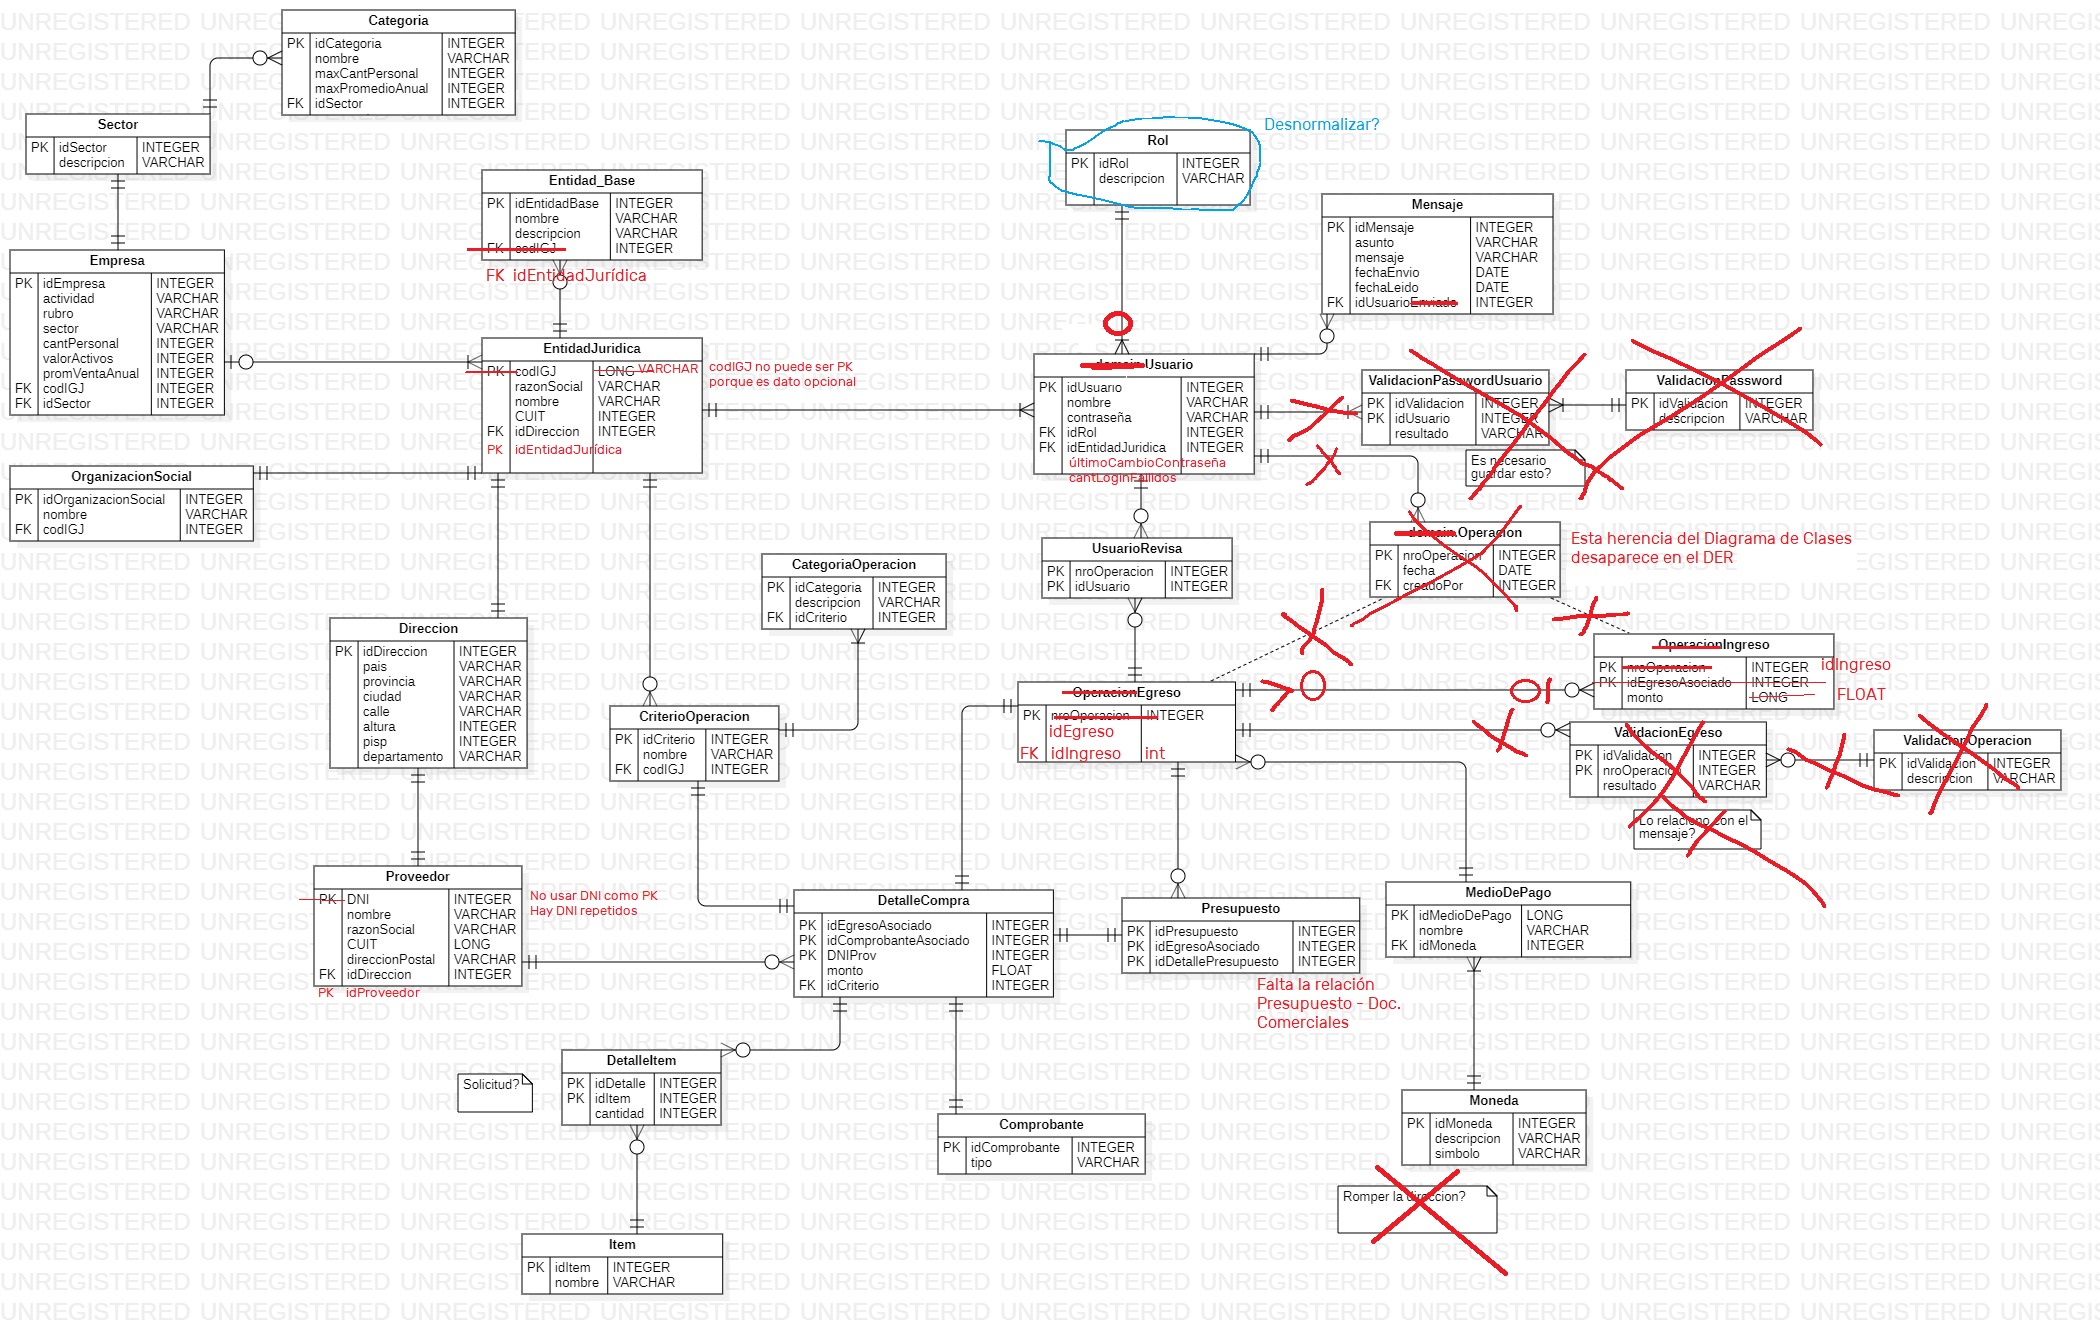 Categoria
PK idCategoria INTEGER
nombre VARCHAR
maxCantPersonal INTEGER
maxPromedioAnual INTEGER
FK idSector INTEGER
Sector
PK idSector INTEGER
descripcion VARCHAR
Rol
PK idRol INTEGER
descripcion VARCHAR
Desnormalizar?
Entidad_Base
PK idEntidadBase INTEGER
nombre VARCHAR
descripcion VARCHAR
FK codIGJ INTEGER
FK idEntidadJurídica
Mensaje
PK idMensaje INTEGER
asunto VARCHAR
mensaje VARCHAR
fechaEnvio DATE
fechaLeido DATE
FK idUsuarioEnviado INTEGER
Empresa
PK idEmpresa INTEGER
actividad VARCHAR
rubro VARCHAR
sector VARCHAR
cantPersonal INTEGER
valorActivos INTEGER
promVentaAnual INTEGER
FK codIGJ INTEGER
FK idSector INTEGER
EntidadJuridica
PK codIGJ LONG VARCHAR
razonSocial VARCHAR
nombre VARCHAR
CUIT INTEGER
FK idDireccion INTEGER
PK idEntidadJurídica
codIGJ no puede ser PK
porque es dato opcional
domain.Usuario
PK idUsuario INTEGER
nombre VARCHAR
contraseña VARCHAR
FK idRol INTEGER
FK idEntidadJuridica INTEGER
últimoCambioContraseña
cantLoginFallidos
ValidacionPasswordUsuario
PK idValidacion INTEGER
PK idUsuario INTEGER
resultado VARCHAR
ValidacionPassword
PK idValidacion INTEGER
descripcion VARCHAR
Es necesario
guardar esto?
OrganizacionSocial
PK idOrganizacionSocial INTEGER
nombre VARCHAR
FK codIGJ INTEGER
UsuarioRevisa
PK nroOperacion INTEGER
PK idUsuario INTEGER
domain.Operacion
PK nroOperacion INTEGER
fecha DATE
FK creadoPor INTEGER
Esta herencia del Diagrama de Clases
desaparece en el DER
CategoriaOperacion
PK idCategoria INTEGER
descripcion VARCHAR
FK idCriterio INTEGER
Direccion
PK idDireccion INTEGER
pais VARCHAR
provincia VARCHAR
ciudad VARCHAR
calle VARCHAR
altura INTEGER
pisp INTEGER
departamento VARCHAR
OperacionIngreso
PK nroOperacion INTEGER idIngreso
PK idEgresoAsociado INTEGER
monto LONG FLOAT
OperacionEgreso
PK nroOperacion INTEGER
idEgreso
FK idIngreso int
CriterioOperacion
PK idCriterio INTEGER
nombre VARCHAR
FK codIGJ INTEGER
ValidacionEgreso
PK idValidacion INTEGER
PK nroOperacion INTEGER
resultado VARCHAR
ValidacionOperacion
PK idValidacion INTEGER
descripcion VARCHAR
Lo relaciono con el
mensaje?
Proveedor
PK DNI INTEGER
nombre VARCHAR
razonSocial VARCHAR
CUIT LONG
direccionPostal VARCHAR
FK idDireccion INTEGER
PK idProveedor
No usar DNI como PK
Hay DNI repetidos
DetalleCompra
PK idEgresoAsociado INTEGER
PK idComprobanteAsociado INTEGER
PK DNIProv INTEGER
monto FLOAT
FK idCriterio INTEGER
Presupuesto
PK idPresupuesto INTEGER
PK idEgresoAsociado INTEGER
PK idDetallePresupuesto INTEGER
Falta la relación
Presupuesto - Doc.
Comerciales
MedioDePago
PK idMedioDePago LONG
nombre VARCHAR
FK idMoneda INTEGER
DetalleItem
PK idDetalle INTEGER
PK idItem INTEGER
cantidad INTEGER
Solicitud?
Comprobante
PK idComprobante INTEGER
tipo VARCHAR
Moneda
PK idMoneda INTEGER
descripcion VARCHAR
simbolo VARCHAR
Romper la direccion?
Item
PK idItem INTEGER
nombre VARCHAR
UNREGISTERED